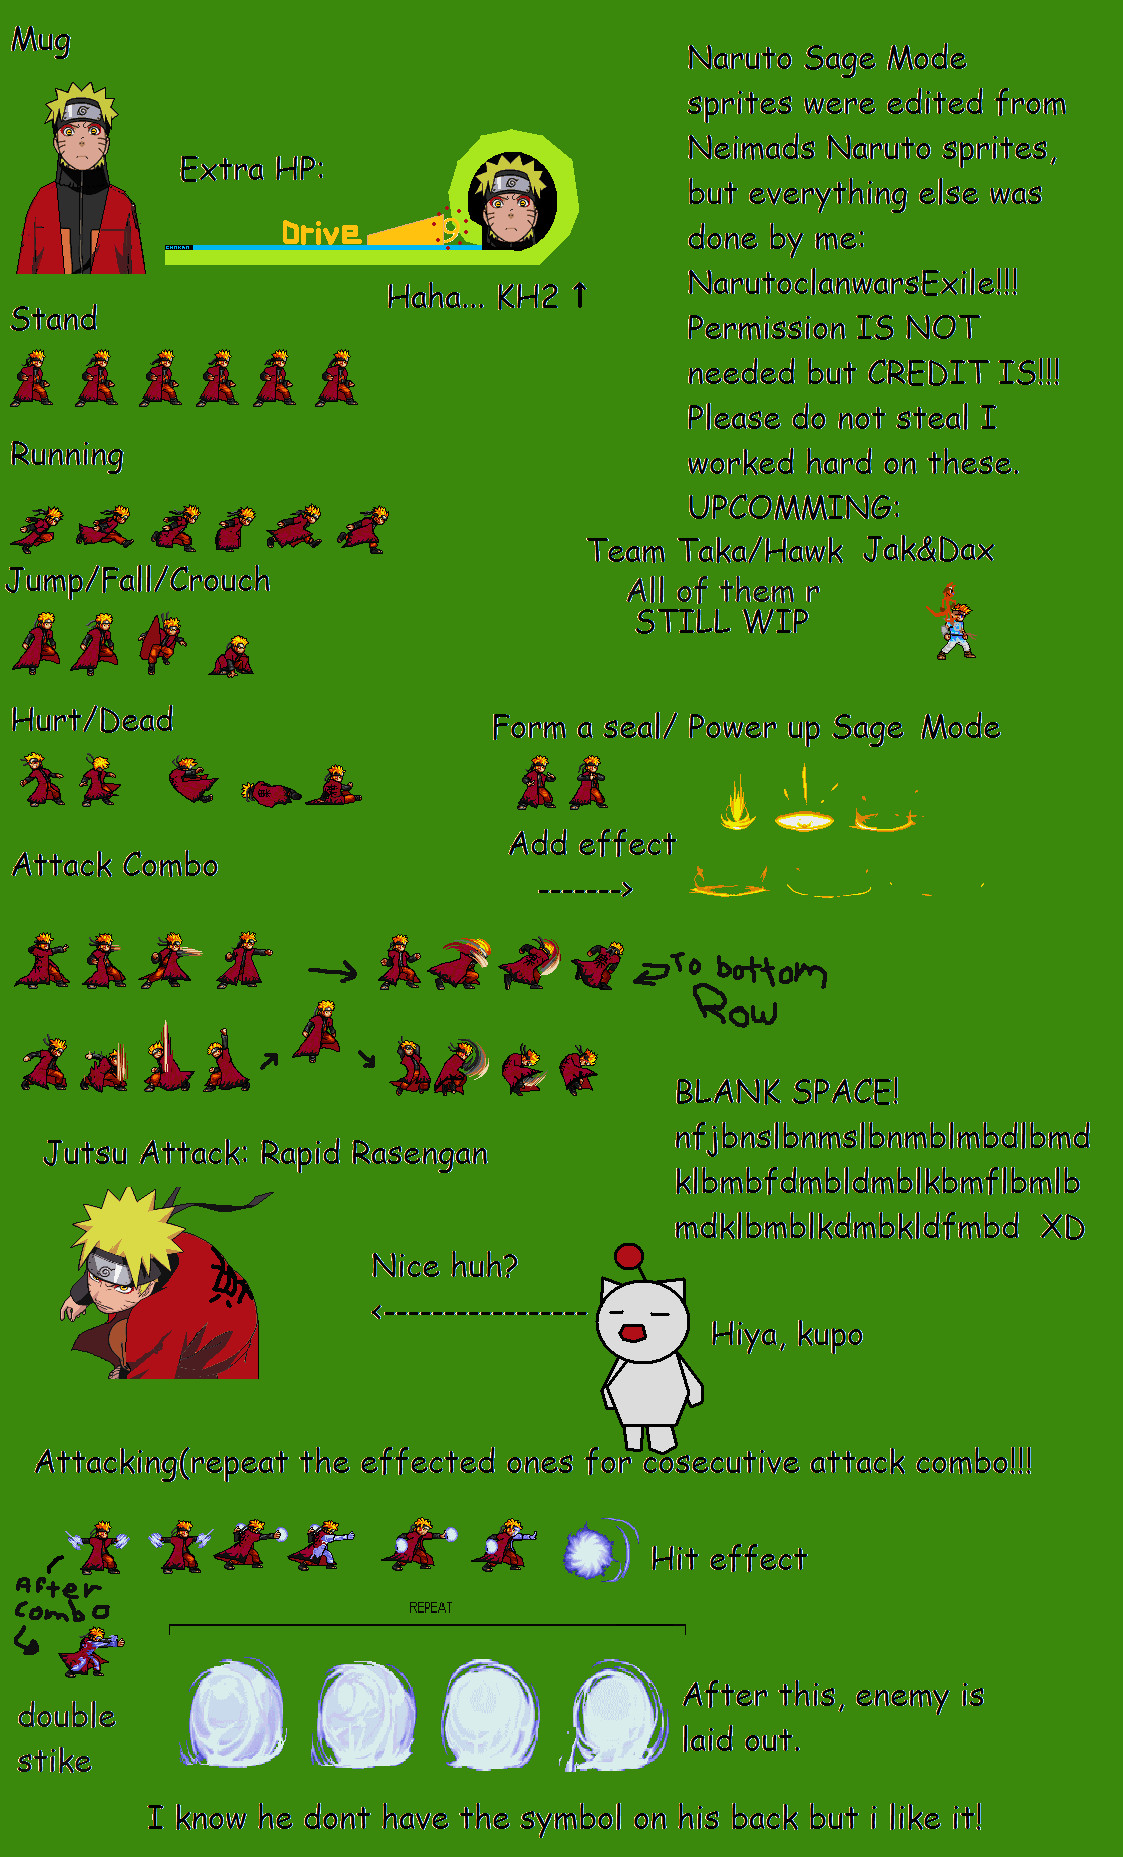 Mug
Naruto Sage Mode
sprites were edited from
Neimads Naruto sprites,
but everything else was
done by me:
NarutoclanwarsExile!!!
Permission IS NOT
needed but CREDIT IS!!!
Please do not steal I
worked hard on these.
UPCOMMING:
Team Taka/Hawk Jak&Dax
All of them r
STILL WIP
Extra HP:
Drive 9
CHAKRA
Haha... KH2 ↑
Stand
Running
Jump/Fall/Crouch
Hurt/Dead
Form a seal/ Power up Sage Mode
Add effect
------->
Attack Combo
To bottom
Row
BLANK SPACE!
nfjbnslbnmslbnmblmbdlbmd
klbmbfdmbldmblkbmflbmlb
mdklbmblkdmbkldfmbd XD
Jutsu Attack: Rapid Rasengan
Nice huh?
<-----------------
Hiya, kupo
Attacking(repeat the effected ones for cosecutive attack combo!!!
Hit effect
After
combo
REPEAT
double
stike
After this, enemy is
laid out.
I know he dont have the symbol on his back but i like it!